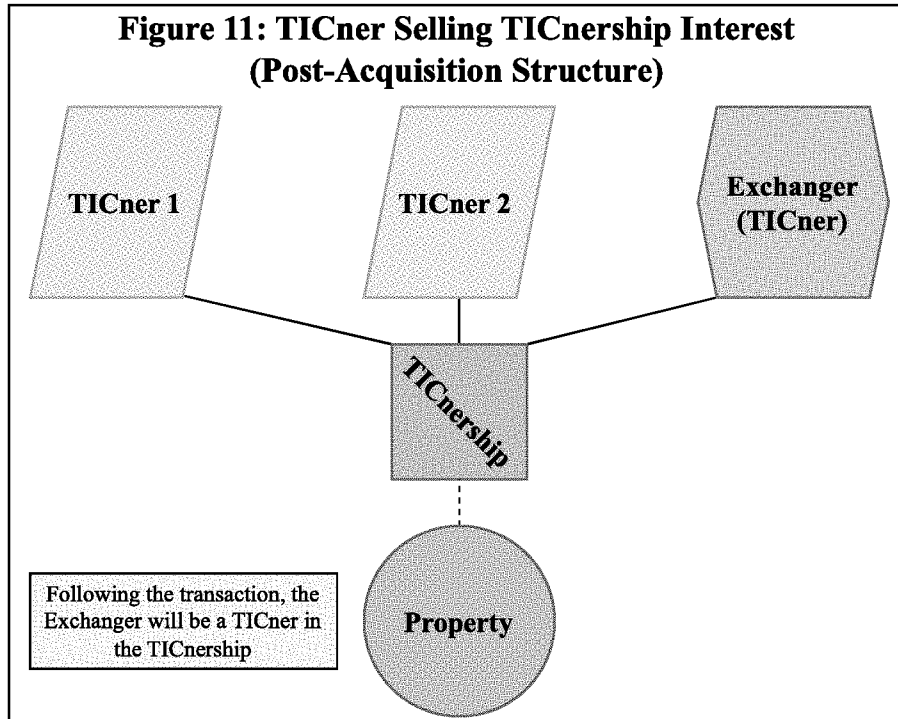 Figure 11: TICner Selling TICnership Interest
(Post-Acquisition Structure)
TICner 1
TICner 2
Exchanger
(TICner)
TICnership
Property
Following the transaction, the
Exchanger will be a TICner in
the TICnership